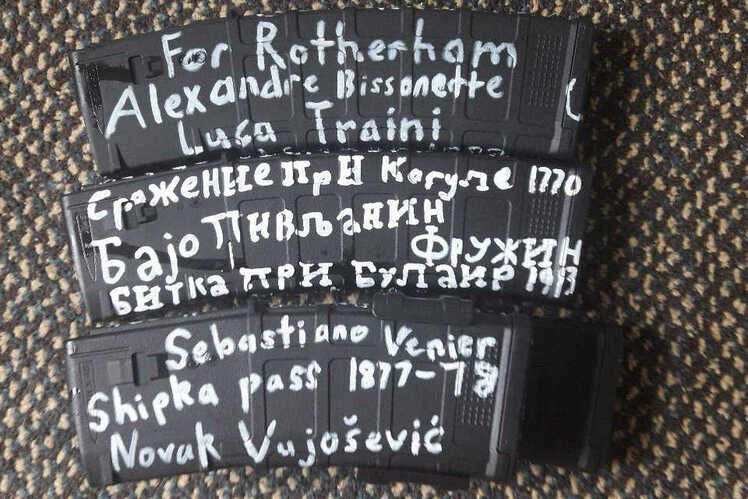 For Rotherham
Alexandre Bissonette
Luca Traini
Сражение при Кагуле 1770
Бајо Пивљанин
Фружин
битка при Булаир 1913
Sebastiano Venier
Shipka pass 1877-78
Novak Vujošević